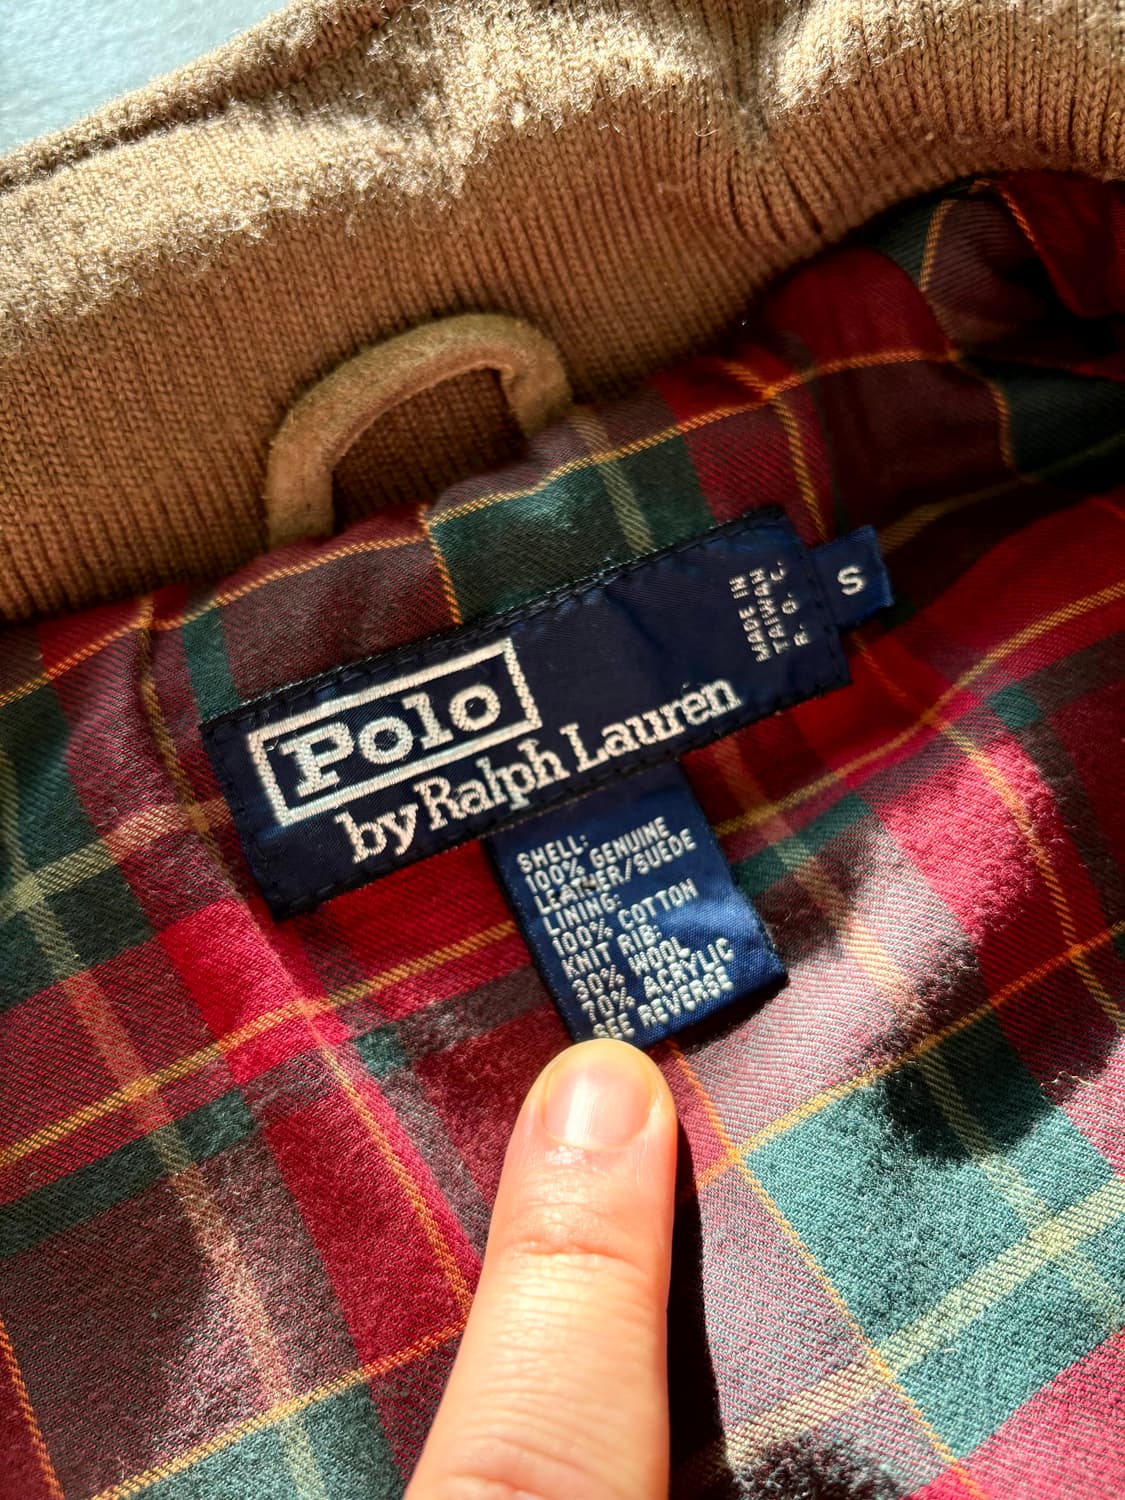 Polo
by Ralph Lauren
MADE IN
TAIWAN
R. O. C.
S
SHELL:
100% GENUINE
LEATHER/SUEDE
LINING:
100% COTTON
KNIT RIB:
30% WOOL
70% ACRYLIC
SEE REVERSE